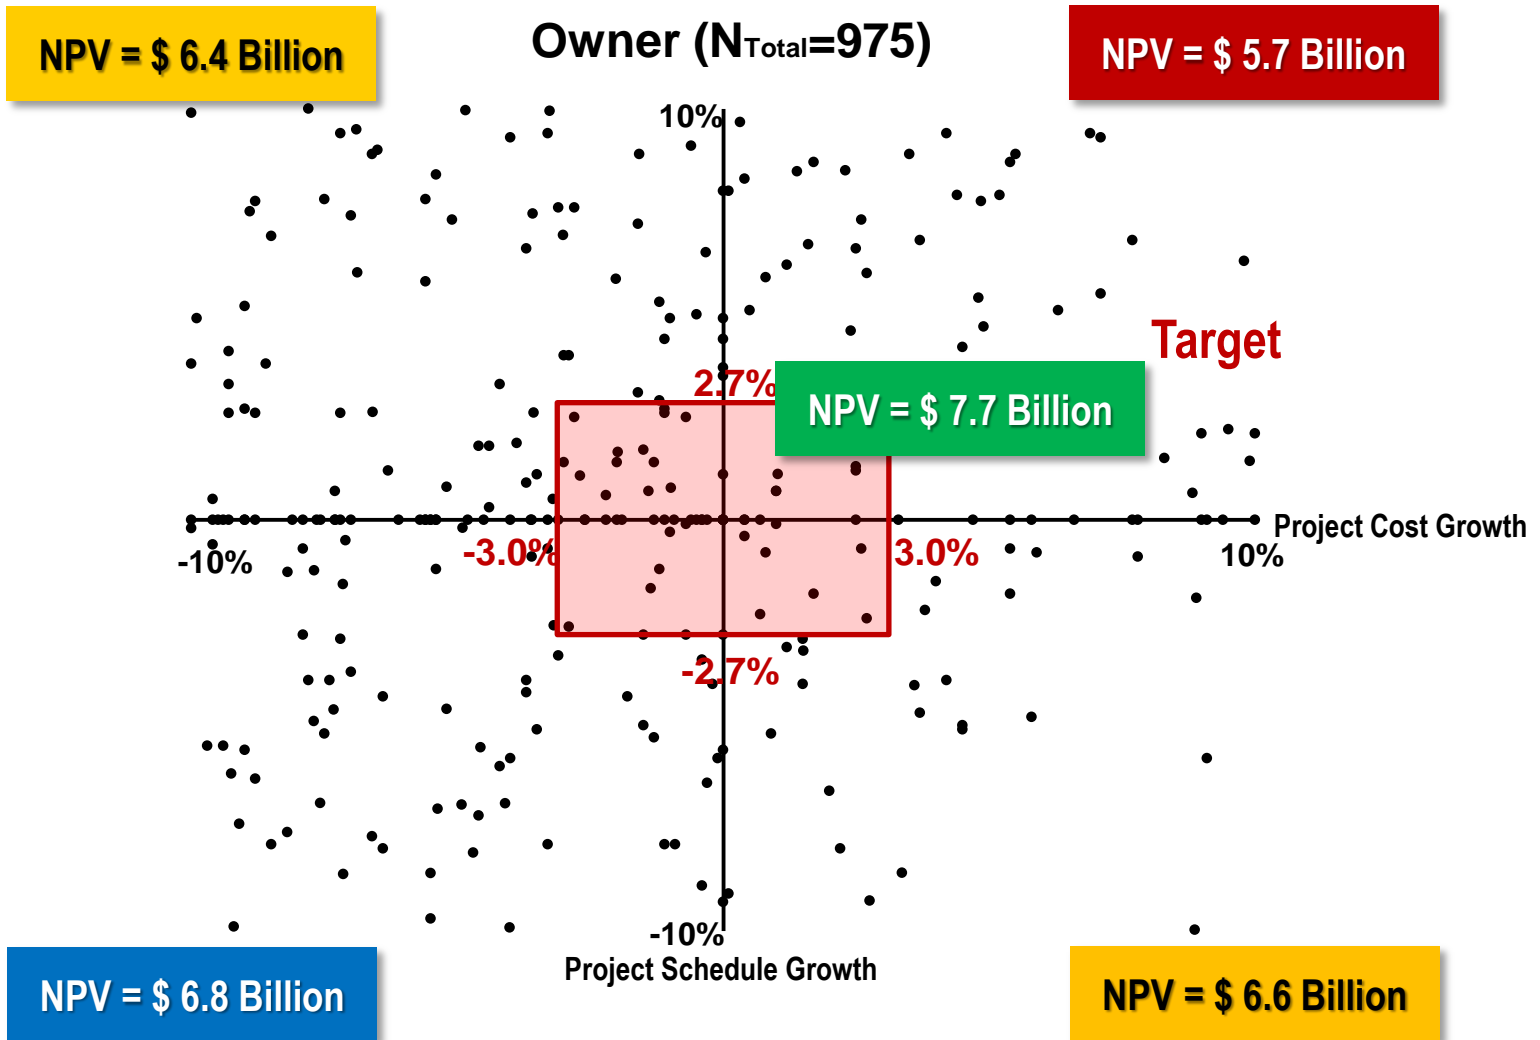 NPV = $ 6.4 Billion
Owner (NTotal=975)
NPV = $ 5.7 Billion
10%
Target
2.7%
NPV = $ 7.7 Billion
Project Cost Growth
-10%
-3.0%
3.0%
10%
-2.7%
-10%
Project Schedule Growth
NPV = $ 6.8 Billion
NPV = $ 6.6 Billion